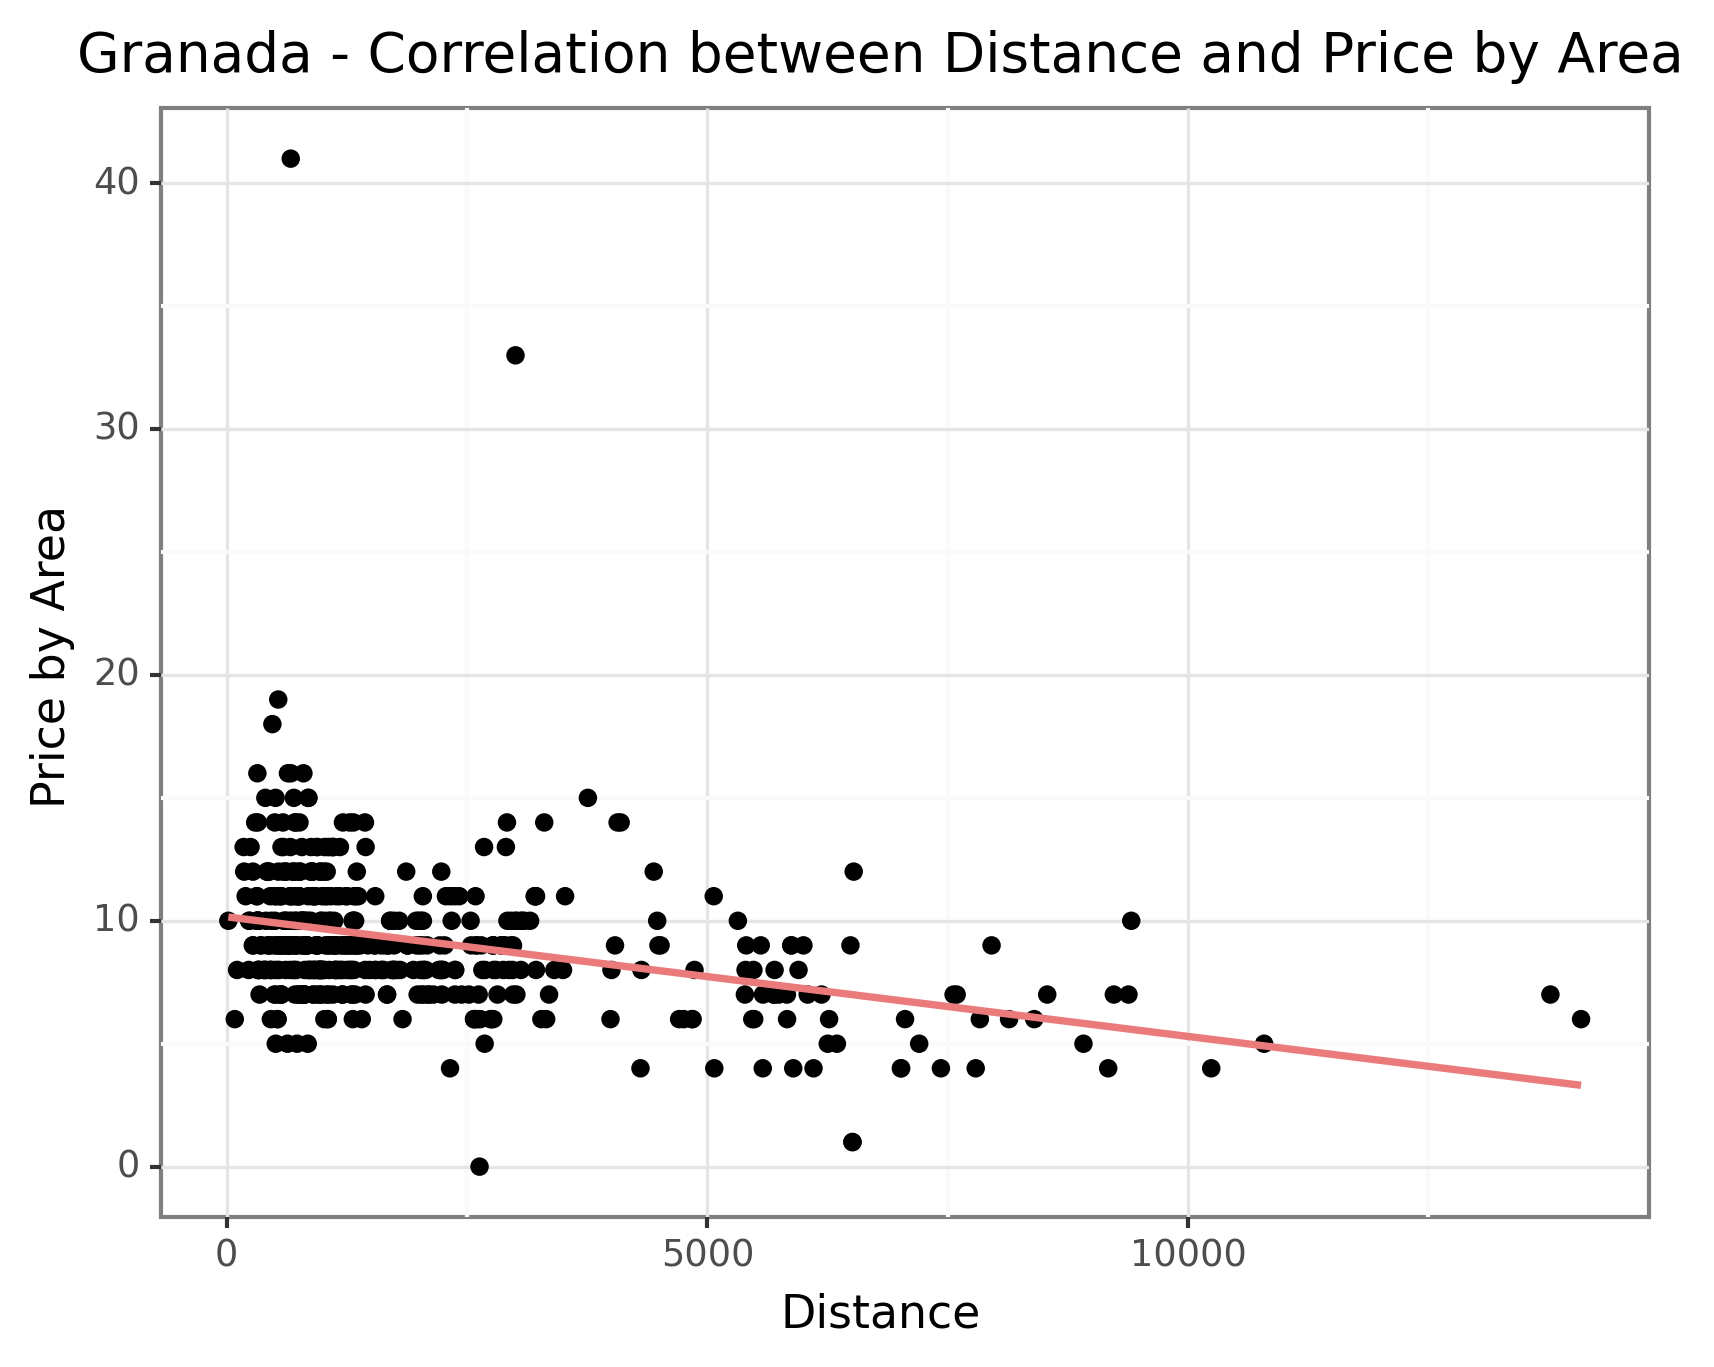 Granada - Correlation between Distance and Price by Area
40
30
20
10
0
Price by Area
0 5000 10000
Distance